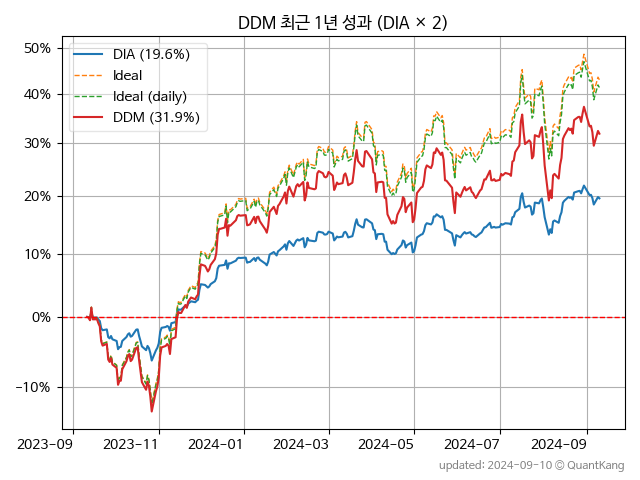 DDM 최근 1년 성과 (DIA × 2)
50%
40%
30%
20%
10%
0%
−10%
DIA (19.6%)
Ideal
Ideal (daily)
DDM (31.9%)
2023-09
2023-11
2024-01
2024-03
2024-05
2024-07
2024-09
updated: 2024-09-10 ⓒ QuantKang